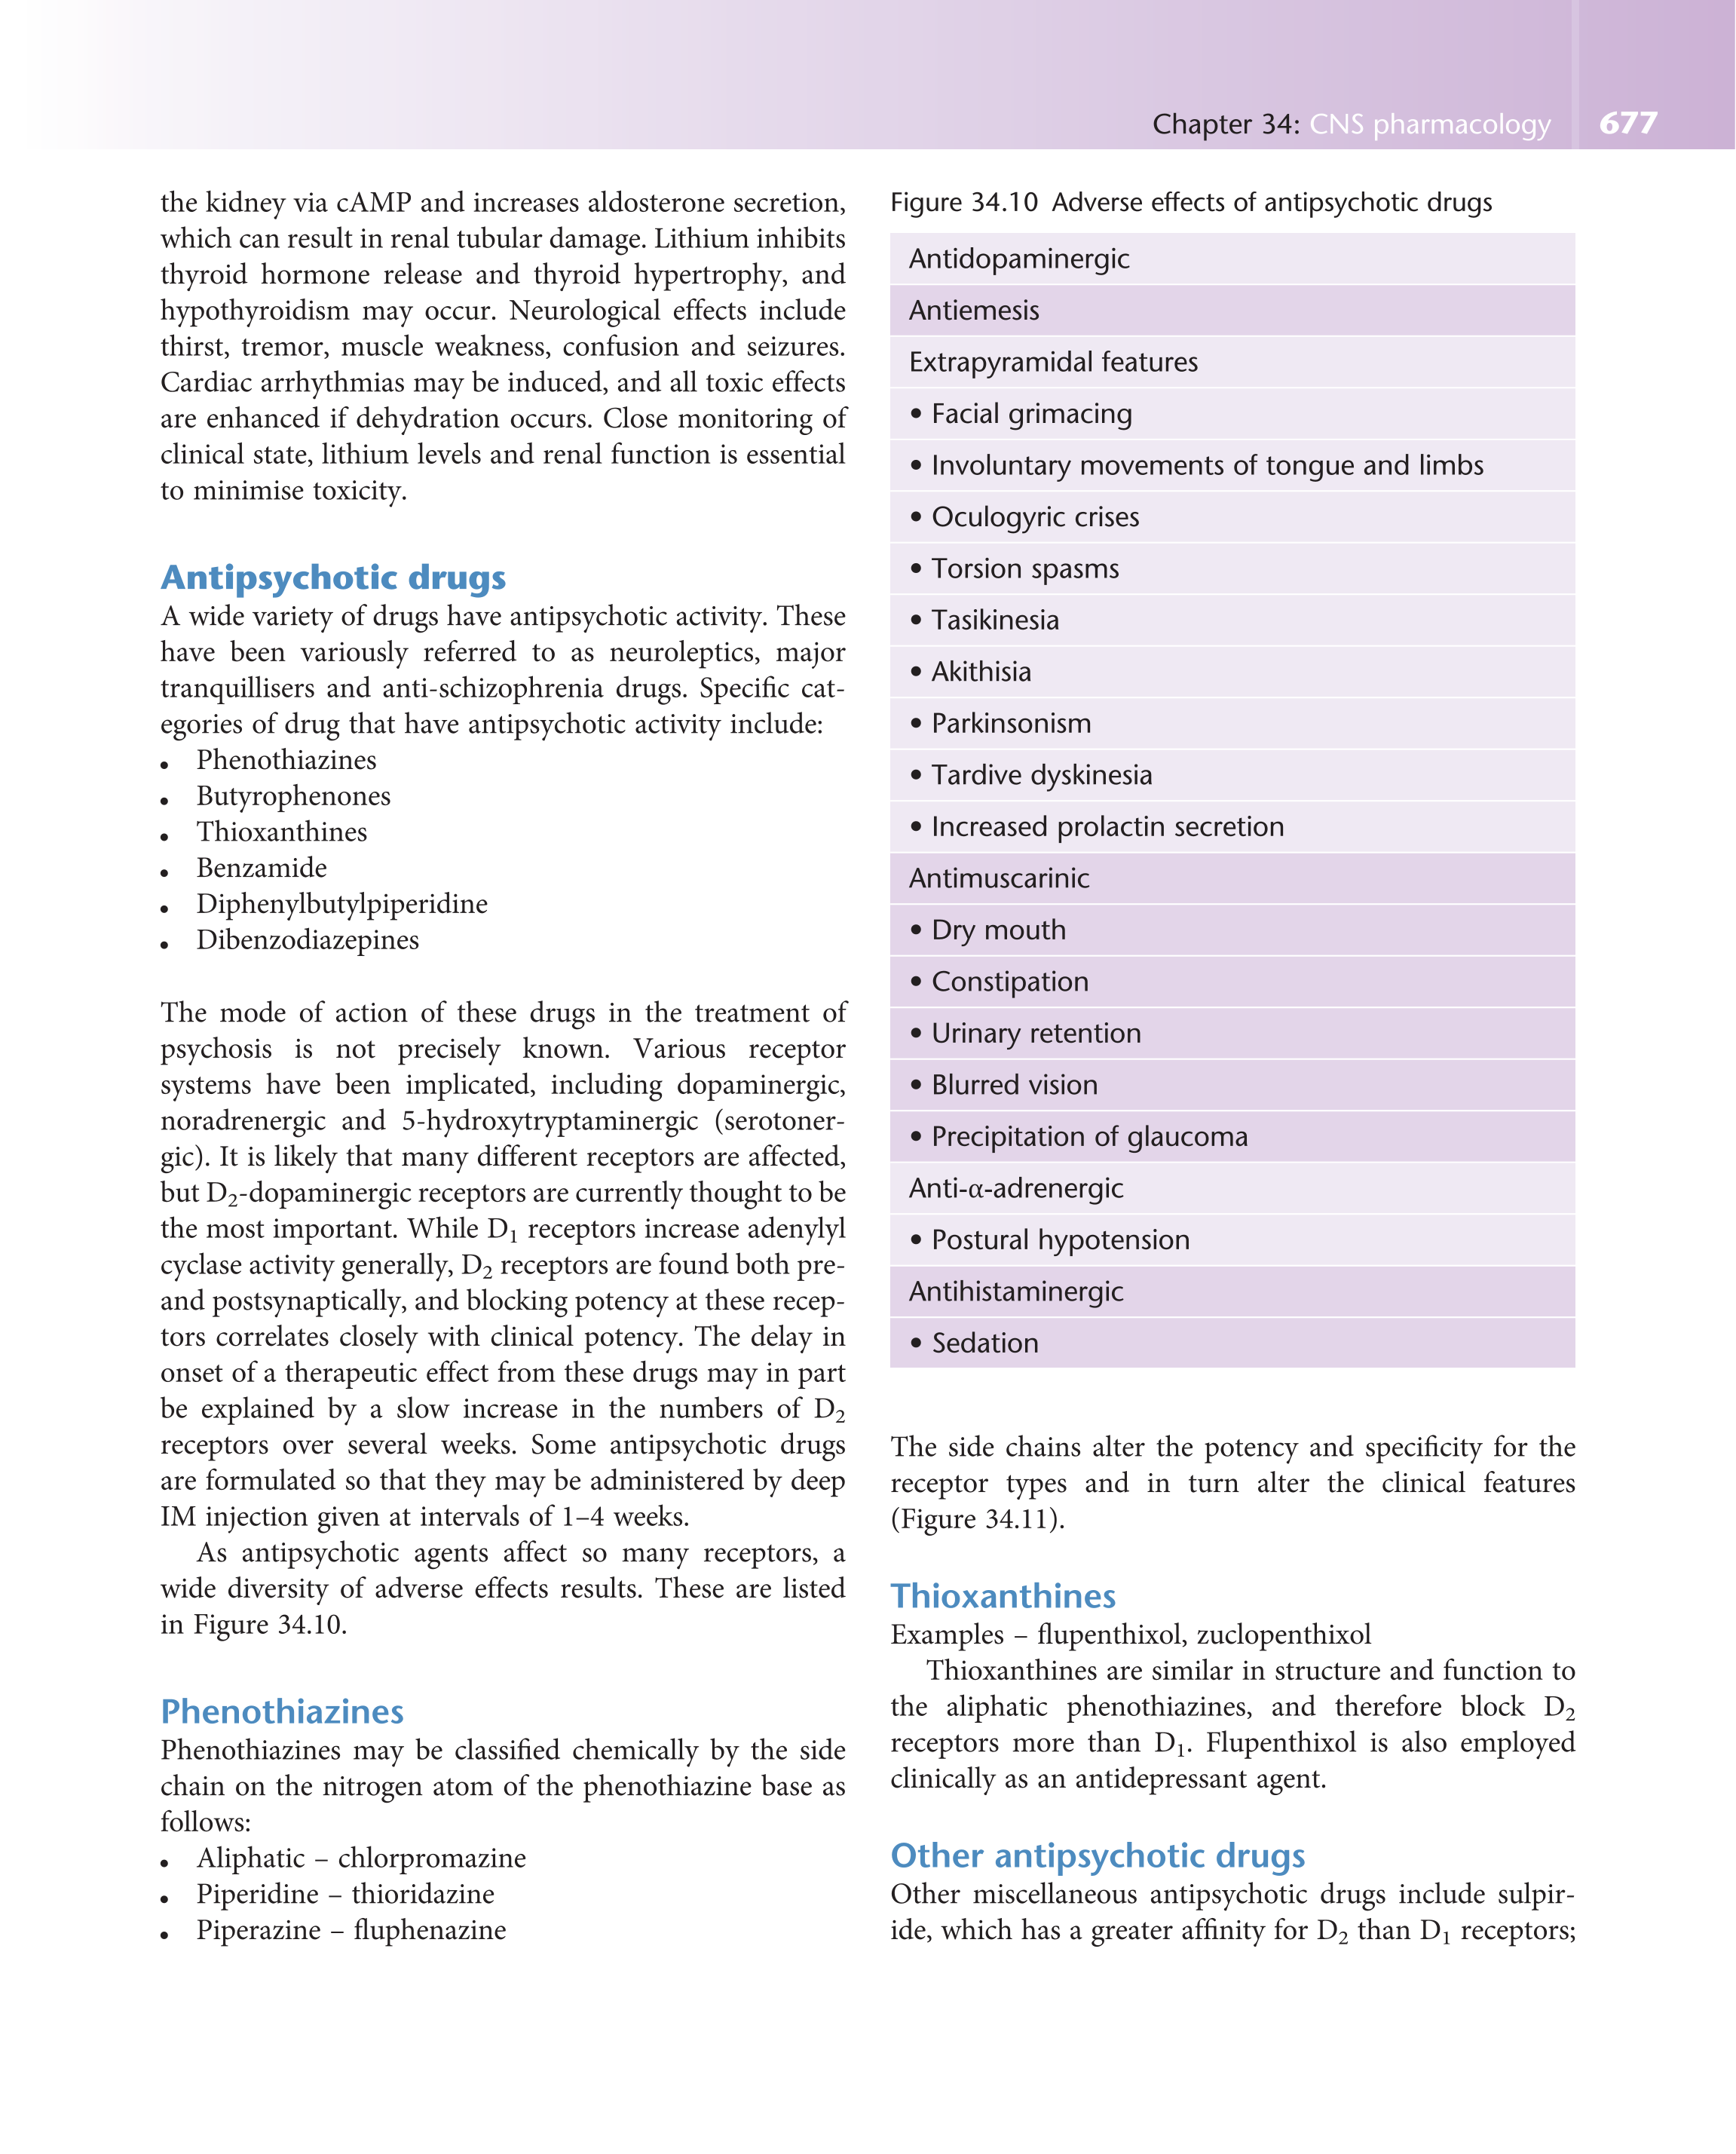 Chapter 34: CNS pharmacology 677
the kidney via cAMP and increases aldosterone secretion,
which can result in renal tubular damage. Lithium inhibits
thyroid hormone release and thyroid hypertrophy, and
hypothyroidism may occur. Neurological effects include
thirst, tremor, muscle weakness, confusion and seizures.
Cardiac arrhythmias may be induced, and all toxic effects
are enhanced if dehydration occurs. Close monitoring of
clinical state, lithium levels and renal function is essential
to minimise toxicity.
Antipsychotic drugs
A wide variety of drugs have antipsychotic activity. These
have been variously referred to as neuroleptics, major
tranquillisers and anti-schizophrenia drugs. Specific cat-
egories of drug that have antipsychotic activity include:
• Phenothiazines
• Butyrophenones
• Thioxanthines
• Benzamide
• Diphenylbutylpiperidine
• Dibenzodiazepines
The mode of action of these drugs in the treatment of
psychosis is not precisely known. Various receptor
systems have been implicated, including dopaminergic,
noradrenergic and 5-hydroxytryptaminergic (serotoner-
gic). It is likely that many different receptors are affected,
but D₂-dopaminergic receptors are currently thought to be
the most important. While D₁ receptors increase adenylyl
cyclase activity generally, D₂ receptors are found both pre-
and postsynaptically, and blocking potency at these recep-
tors correlates closely with clinical potency. The delay in
onset of a therapeutic effect from these drugs may in part
be explained by a slow increase in the numbers of D₂
receptors over several weeks. Some antipsychotic drugs
are formulated so that they may be administered by deep
IM injection given at intervals of 1–4 weeks.
As antipsychotic agents affect so many receptors, a
wide diversity of adverse effects results. These are listed
in Figure 34.10.
Phenothiazines
Phenothiazines may be classified chemically by the side
chain on the nitrogen atom of the phenothiazine base as
follows:
• Aliphatic – chlorpromazine
• Piperidine – thioridazine
• Piperazine – fluphenazine
Figure 34.10 Adverse effects of antipsychotic drugs
Antidopaminergic
Antiemesis
Extrapyramidal features
• Facial grimacing
• Involuntary movements of tongue and limbs
• Oculogyric crises
• Torsion spasms
• Tasikinesia
• Akithisia
• Parkinsonism
• Tardive dyskinesia
• Increased prolactin secretion
Antimuscarinic
• Dry mouth
• Constipation
• Urinary retention
• Blurred vision
• Precipitation of glaucoma
Anti-α-adrenergic
• Postural hypotension
Antihistaminergic
• Sedation
The side chains alter the potency and specificity for the
receptor types and in turn alter the clinical features
(Figure 34.11).
Thioxanthines
Examples – flupenthixol, zuclopenthixol
Thioxanthines are similar in structure and function to
the aliphatic phenothiazines, and therefore block D₂
receptors more than D₁. Flupenthixol is also employed
clinically as an antidepressant agent.
Other antipsychotic drugs
Other miscellaneous antipsychotic drugs include sulpir-
ide, which has a greater affinity for D₂ than D₁ receptors;